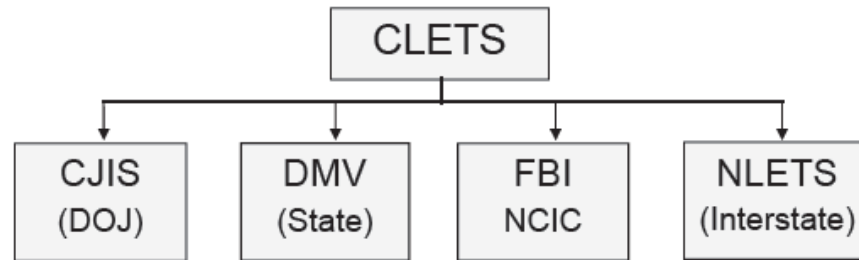 CLETS
CJIS
(DOJ)
DMV
(State)
FBI
NCIC
NLETS
(Interstate)